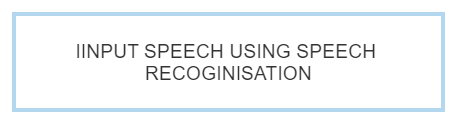 IINPUT SPEECH USING SPEECH
RECOGINISATION